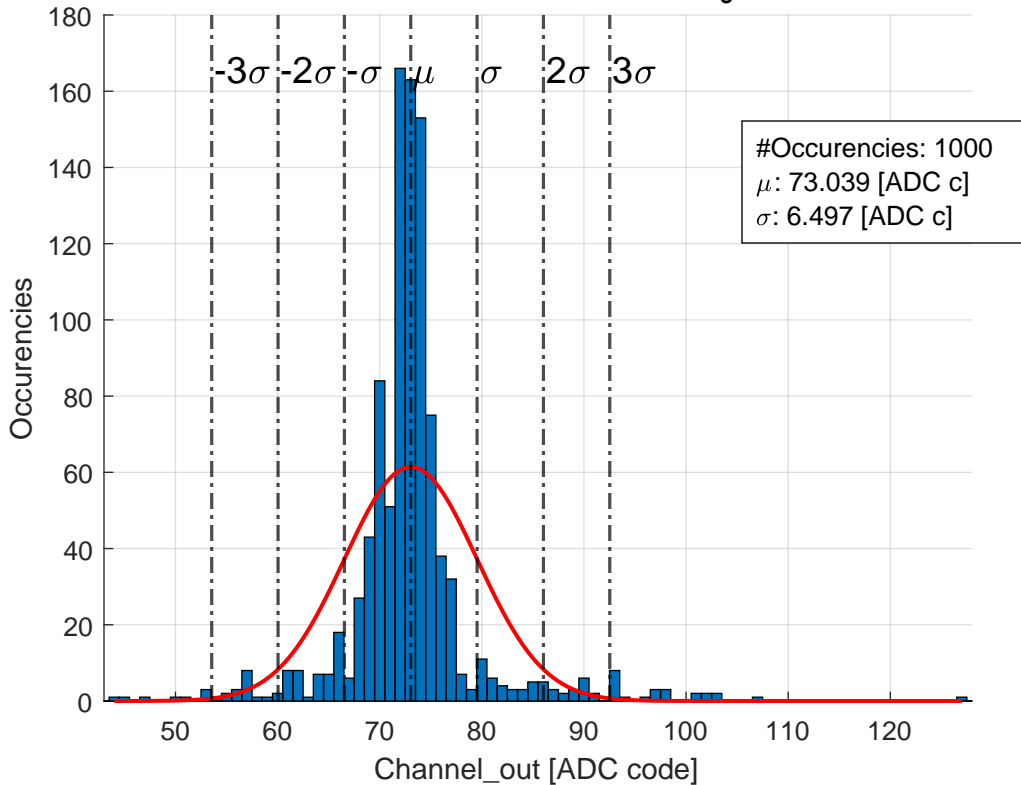 180
160
140
120
100
80
60
40
20
0
-3σ -2σ -σ μ σ 2σ 3σ
#Occurencies: 1000
μ: 73.039 [ADC c]
σ: 6.497 [ADC c]
Occurencies
50 60 70 80 90 100 110 120
Channel_out [ADC code]